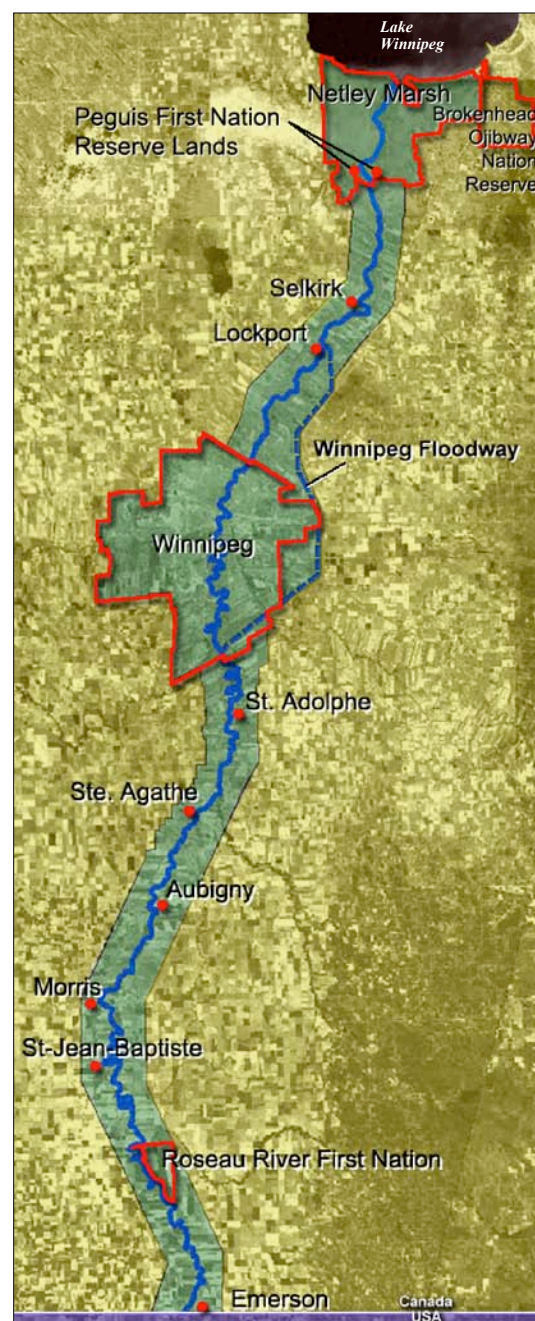 Lake
Winnipeg
Netley Marsh
Peguis First Nation
Reserve Lands
Brokenhead
Ojibway
Nation
Reserve
Selkirk
Lockport
Winnipeg Floodway
Winnipeg
St. Adolphe
Ste. Agathe
Aubigny
Morris
St-Jean-Baptiste
Roseau River First Nation
Emerson
Canada
USA